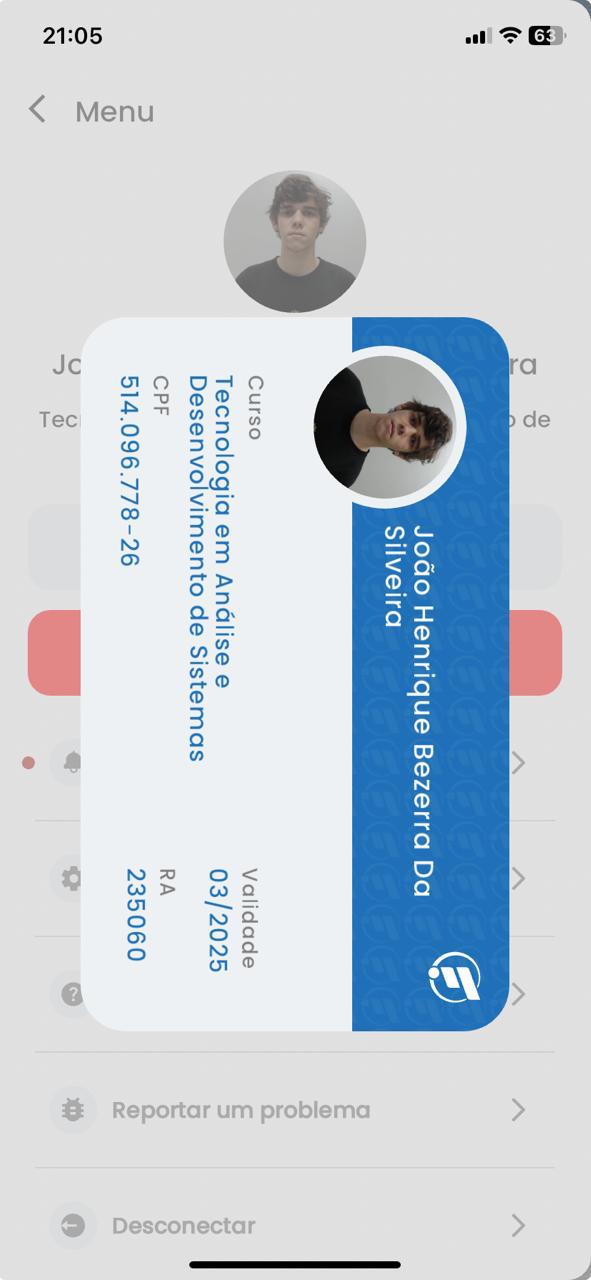 21:05
63
Menu
Jo
ra
Tec
o de
João Henrique Bezerra Da
Silveira
Curso
Tecnologia em Análise e
Desenvolvimento de Sistemas
Validade
03/2025
CPF
514.096.778-26
RA
235060
Reportar um problema
Desconectar